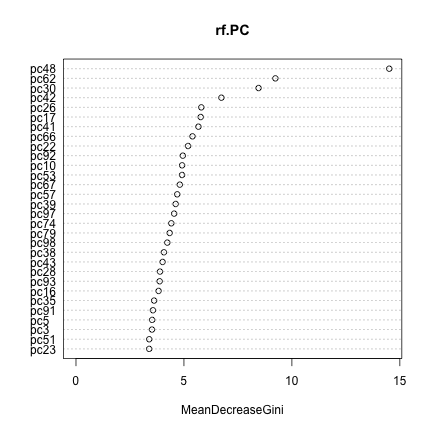 rf.PC
pc48
pc62
pc30
pc42
pc26
pc17
pc41
pc66
pc22
pc92
pc10
pc53
pc67
pc57
pc39
pc97
pc74
pc79
pc98
pc38
pc43
pc28
pc93
pc16
pc35
pc91
pc5
pc3
pc51
pc23
0 5 10 15
MeanDecreaseGini